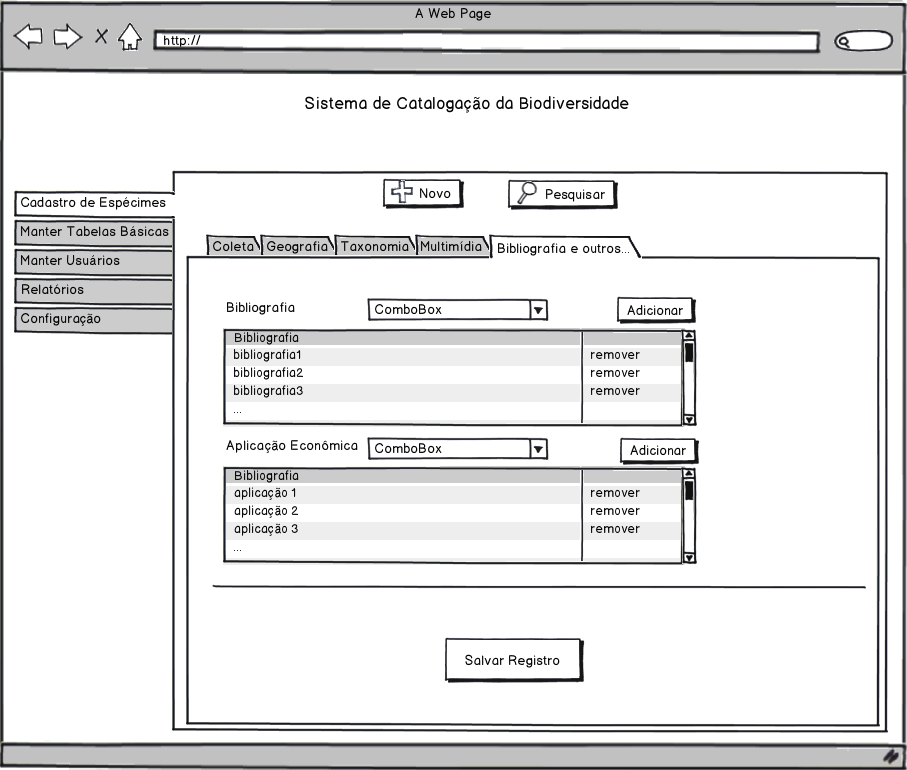 A Web Page
http://
Sistema de Catalogação da Biodiversidade
Novo
Pesquisar
Cadastro de Espécimes
Manter Tabelas Básicas
Manter Usuários
Relatórios
Configuração
Coleta
Geografia
Taxonomia
Multimídia
Bibliografia e outros...
Bibliografia
ComboBox
Adicionar
Bibliografia
bibliografia1 remover
bibliografia2 remover
bibliografia3 remover
...
Aplicação Econômica
ComboBox
Adicionar
Bibliografia
aplicação 1 remover
aplicação 2 remover
aplicação 3 remover
...
Salvar Registro